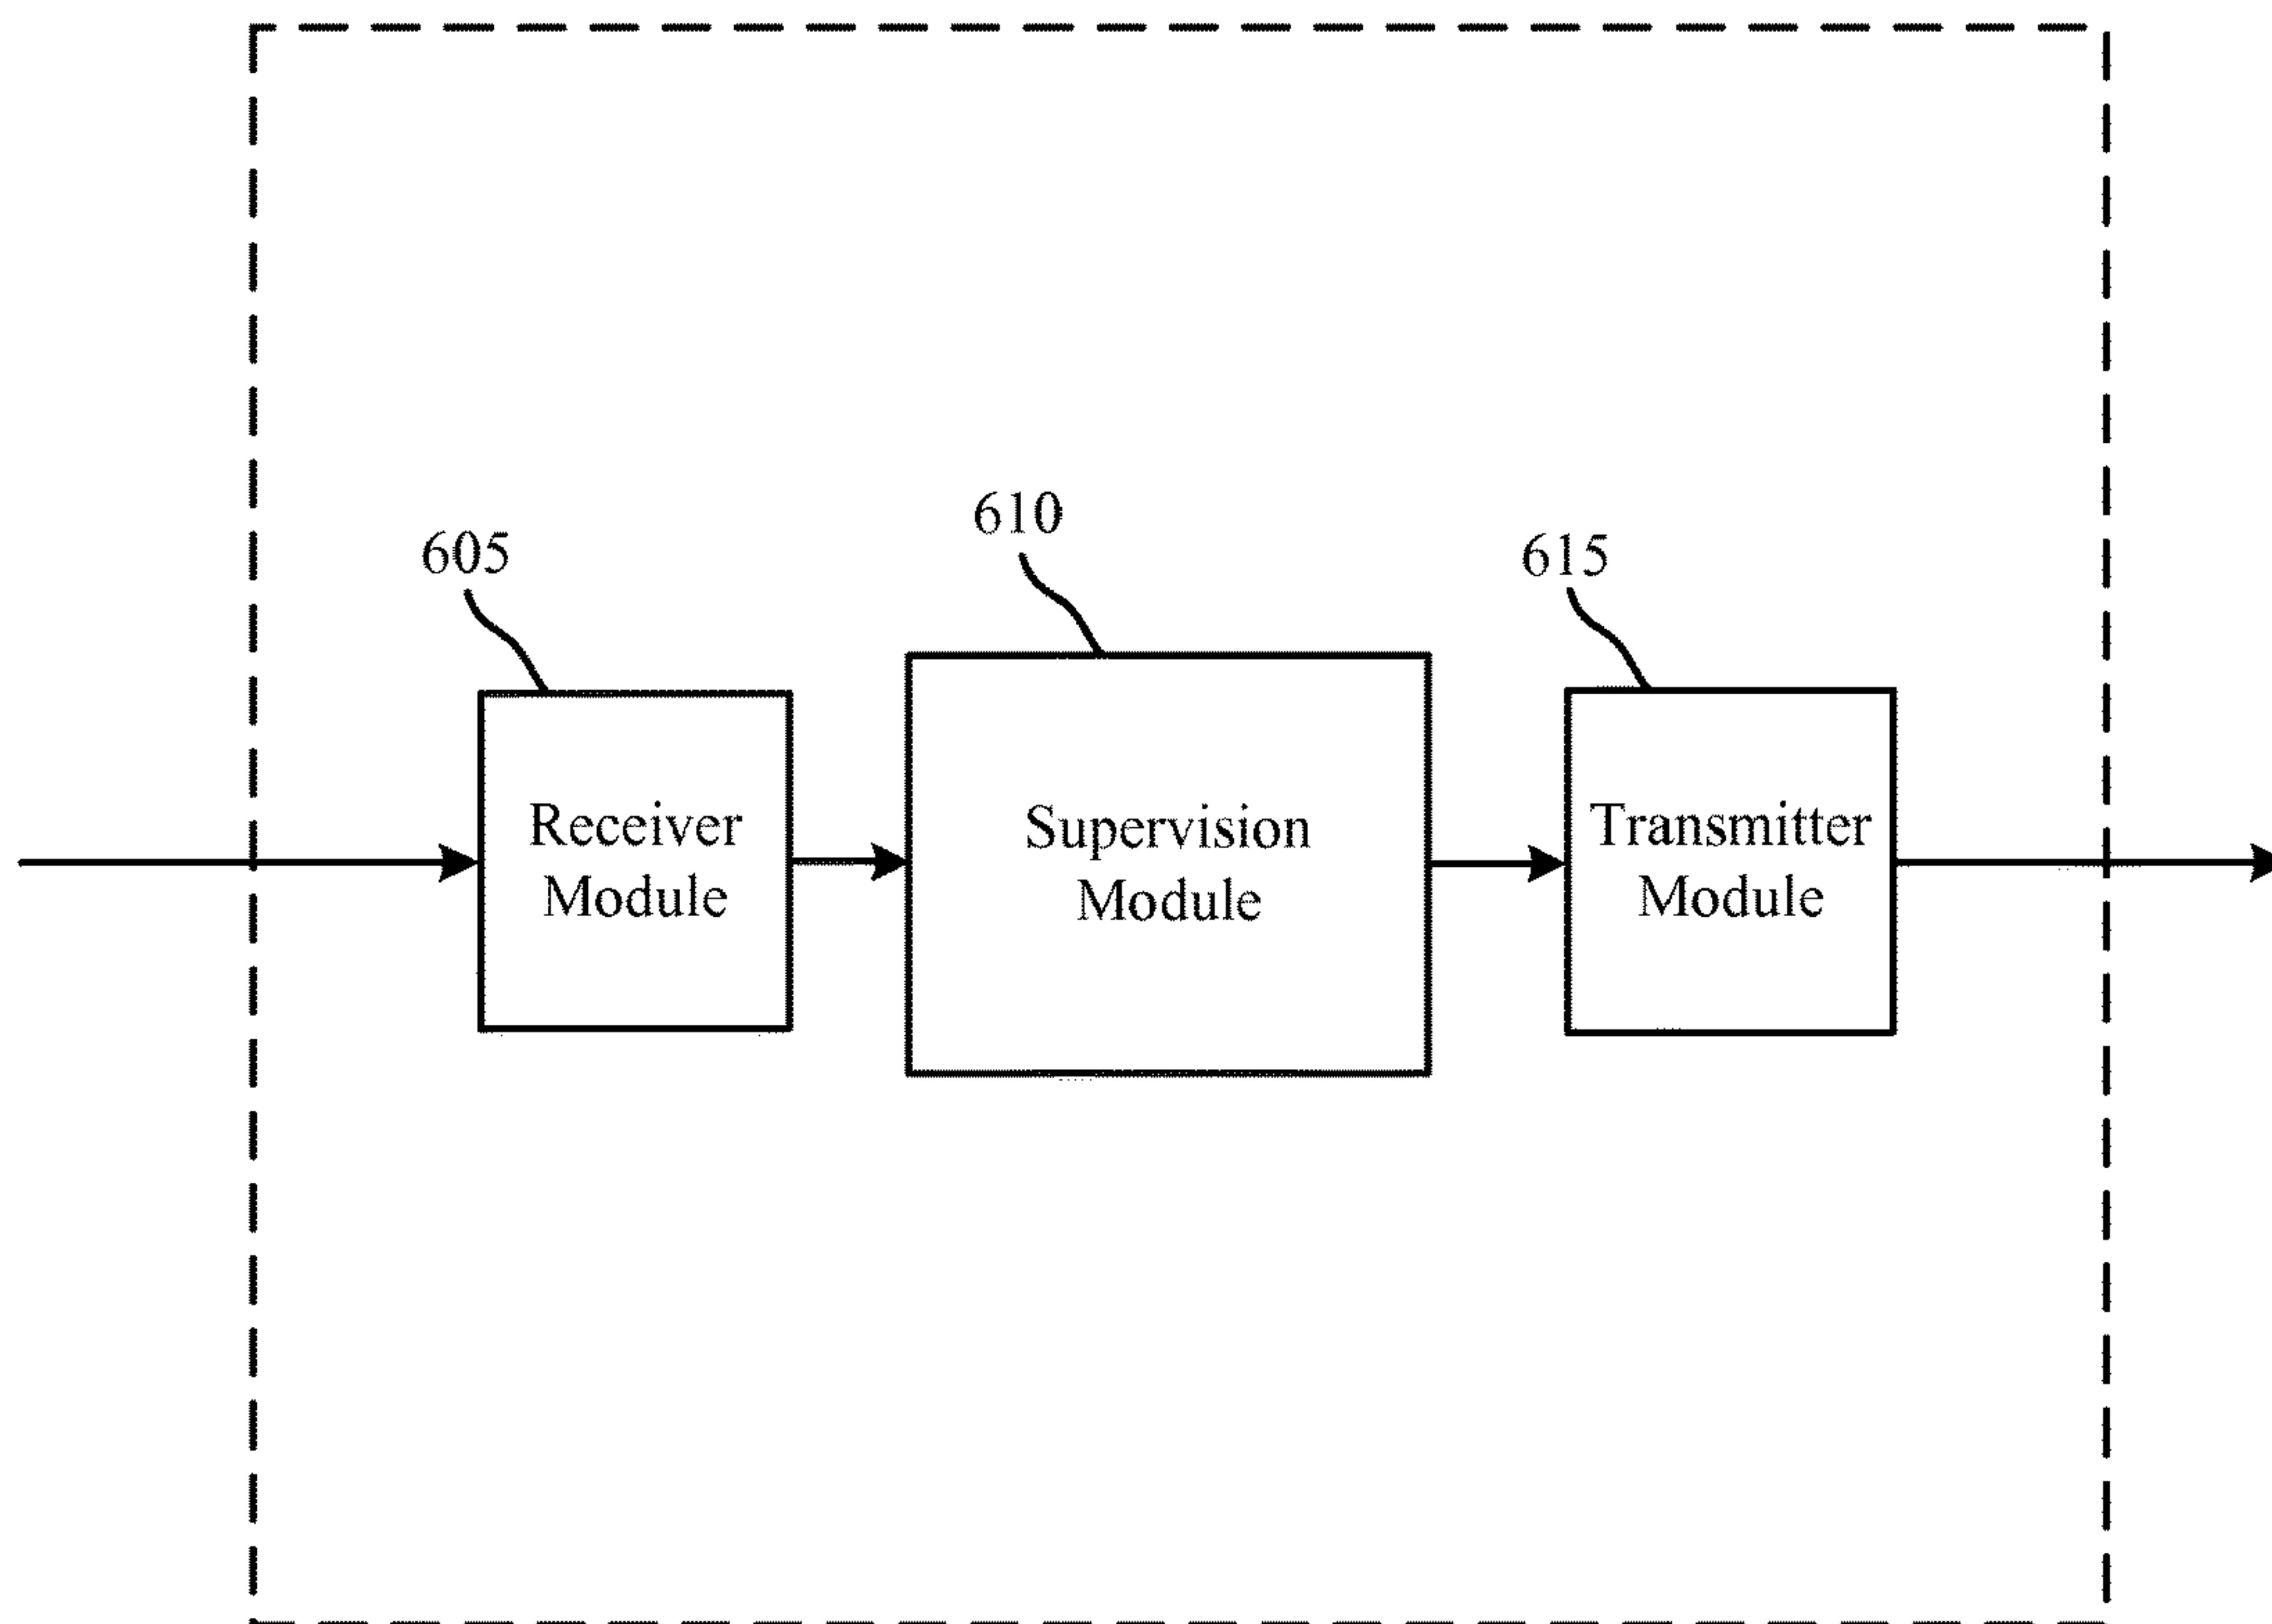 605
610
615
Receiver
Module
Supervision
Module
Transmitter
Module